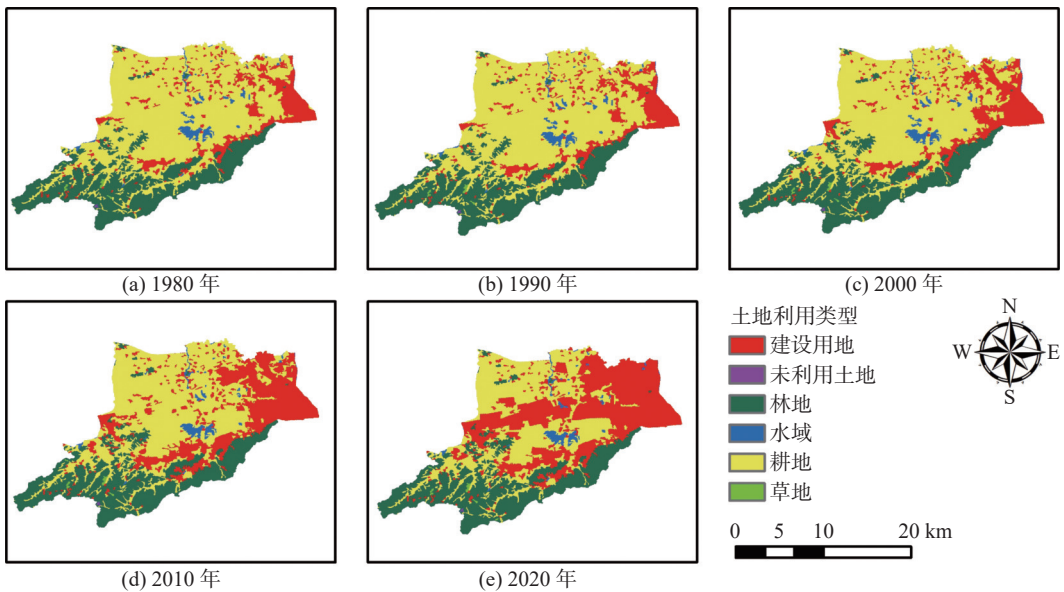 (a) 1980 年
(b) 1990 年
(c) 2000 年
土地利用类型
建设用地
未利用土地
林地
水域
耕地
草地
N
W
E
S
0 5 10 20 km
(d) 2010 年
(e) 2020 年